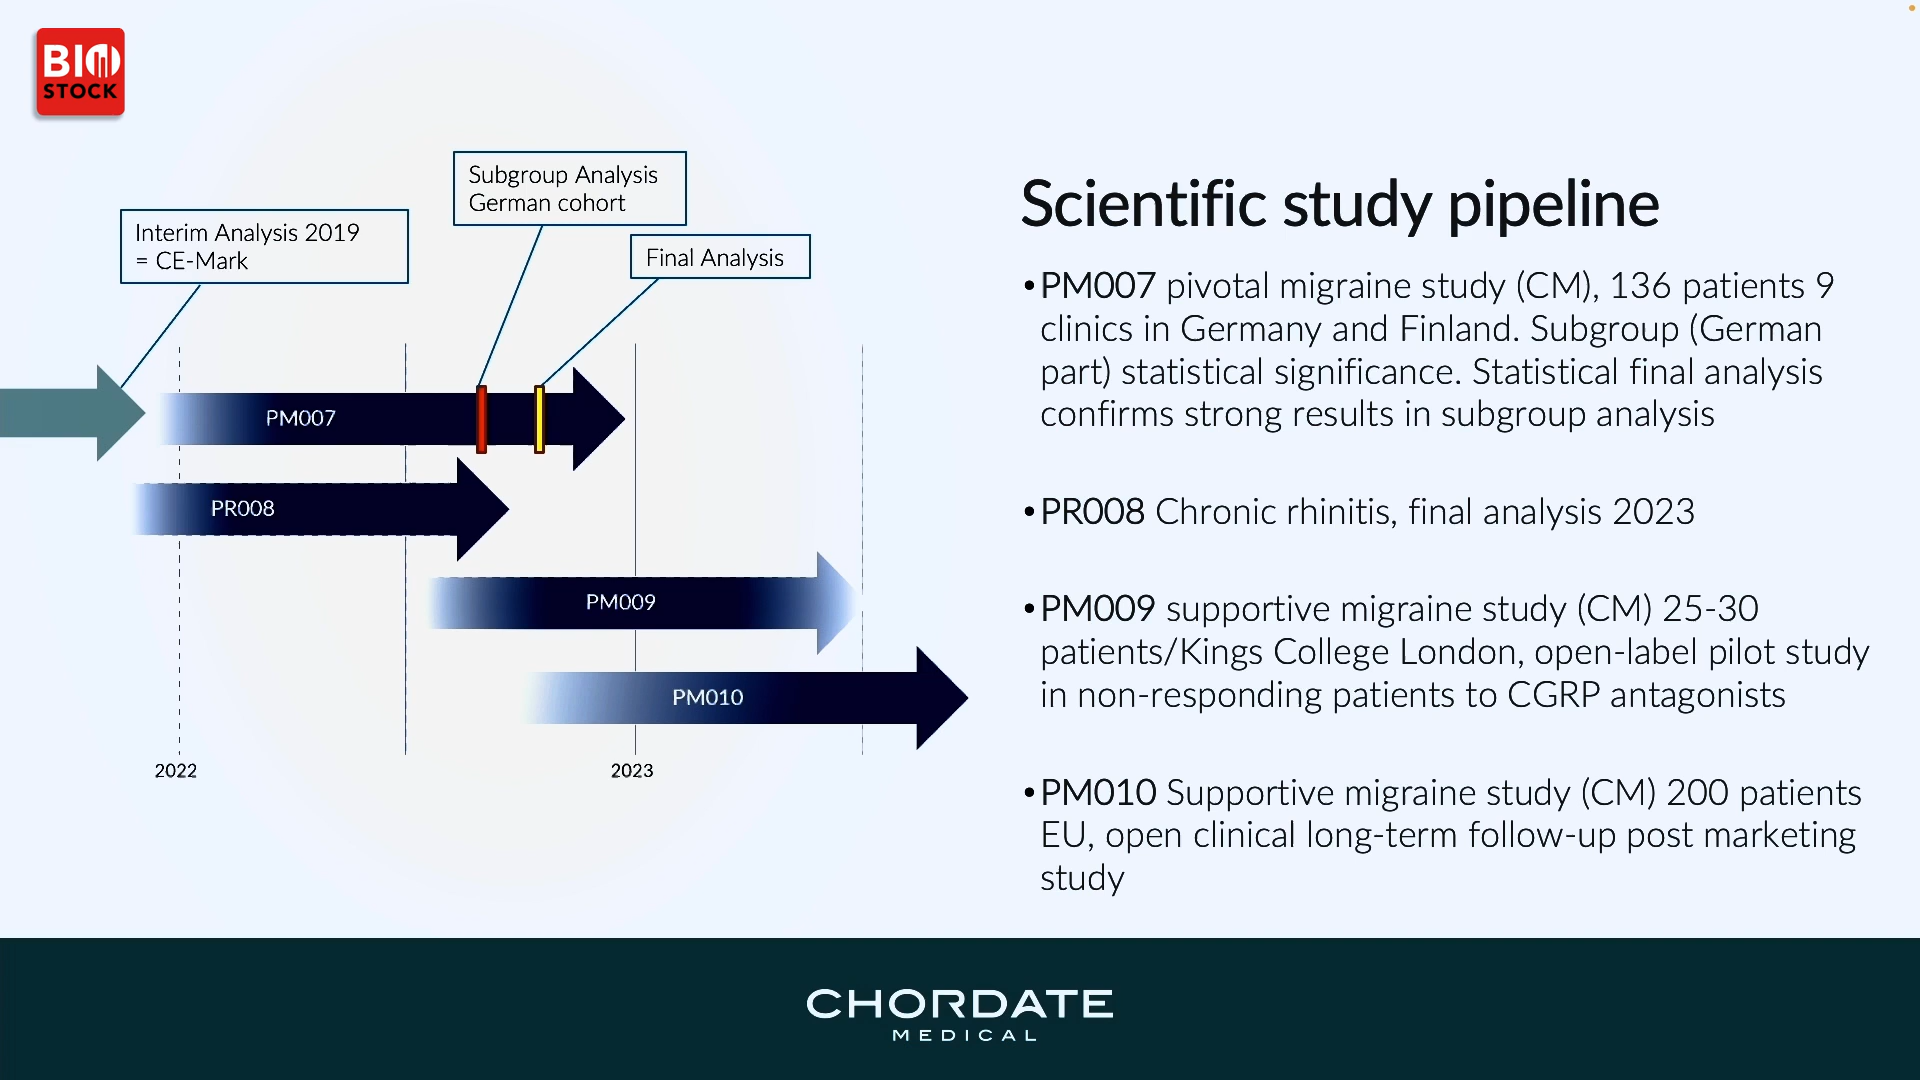 BIO
STOCK
Subgroup Analysis
German cohort
Interim Analysis 2019
= CE-Mark
Final Analysis
PM007
PR008
PM009
PM010
2022
2023
Scientific study pipeline
•PM007 pivotal migraine study (CM), 136 patients 9
clinics in Germany and Finland. Subgroup (German
part) statistical significance. Statistical final analysis
confirms strong results in subgroup analysis
•PR008 Chronic rhinitis, final analysis 2023
•PM009 supportive migraine study (CM) 25-30
patients/Kings College London, open-label pilot study
in non-responding patients to CGRP antagonists
•PM010 Supportive migraine study (CM) 200 patients
EU, open clinical long-term follow-up post marketing
study
CHORDATE
MEDICAL